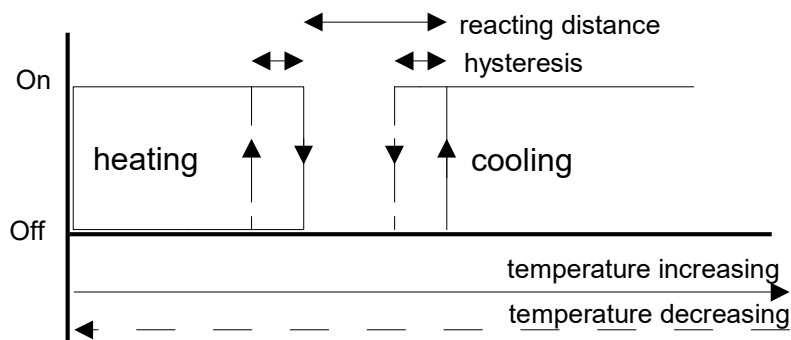 reacting distance
hysteresis
On
heating
cooling
Off
temperature increasing
temperature decreasing